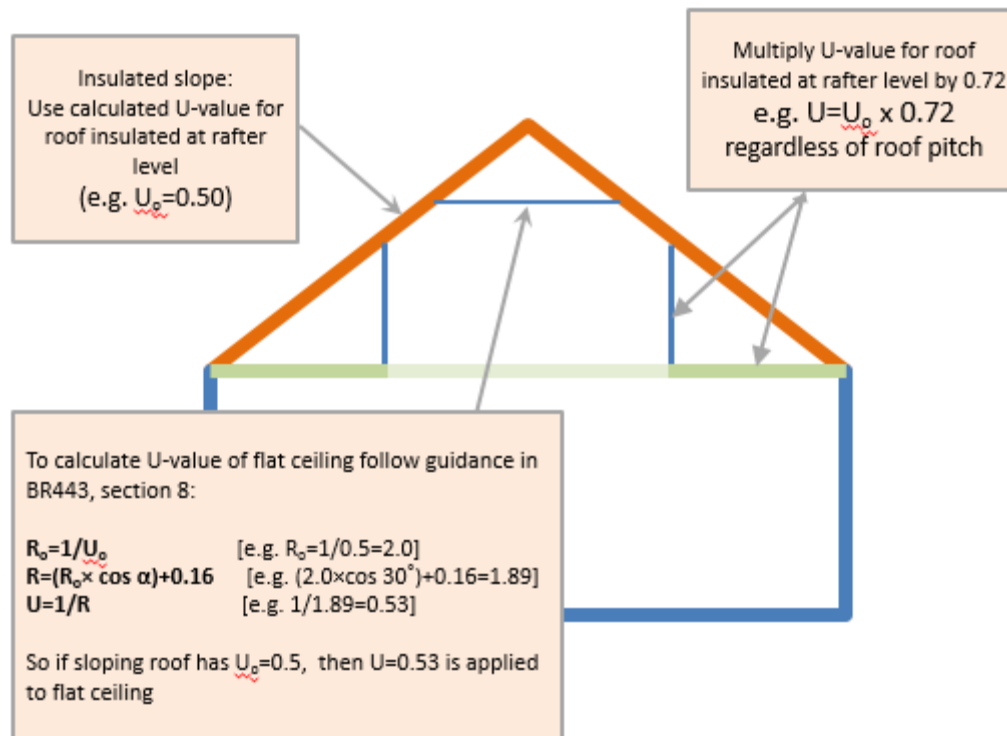 Insulated slope:
Use calculated U-value for
roof insulated at rafter
level
(e.g. Uₒ=0.50)
Multiply U-value for roof
insulated at rafter level by 0.72
e.g. U=Uₒ x 0.72
regardless of roof pitch
To calculate U-value of flat ceiling follow guidance in
BR443, section 8:
Rₒ=1/Uₒ [e.g. Rₒ=1/0.5=2.0]
R=(Rₒ× cos α)+0.16 [e.g. (2.0×cos 30˚)+0.16=1.89]
U=1/R [e.g. 1/1.89=0.53]
So if sloping roof has Uₒ=0.5, then U=0.53 is applied
to flat ceiling